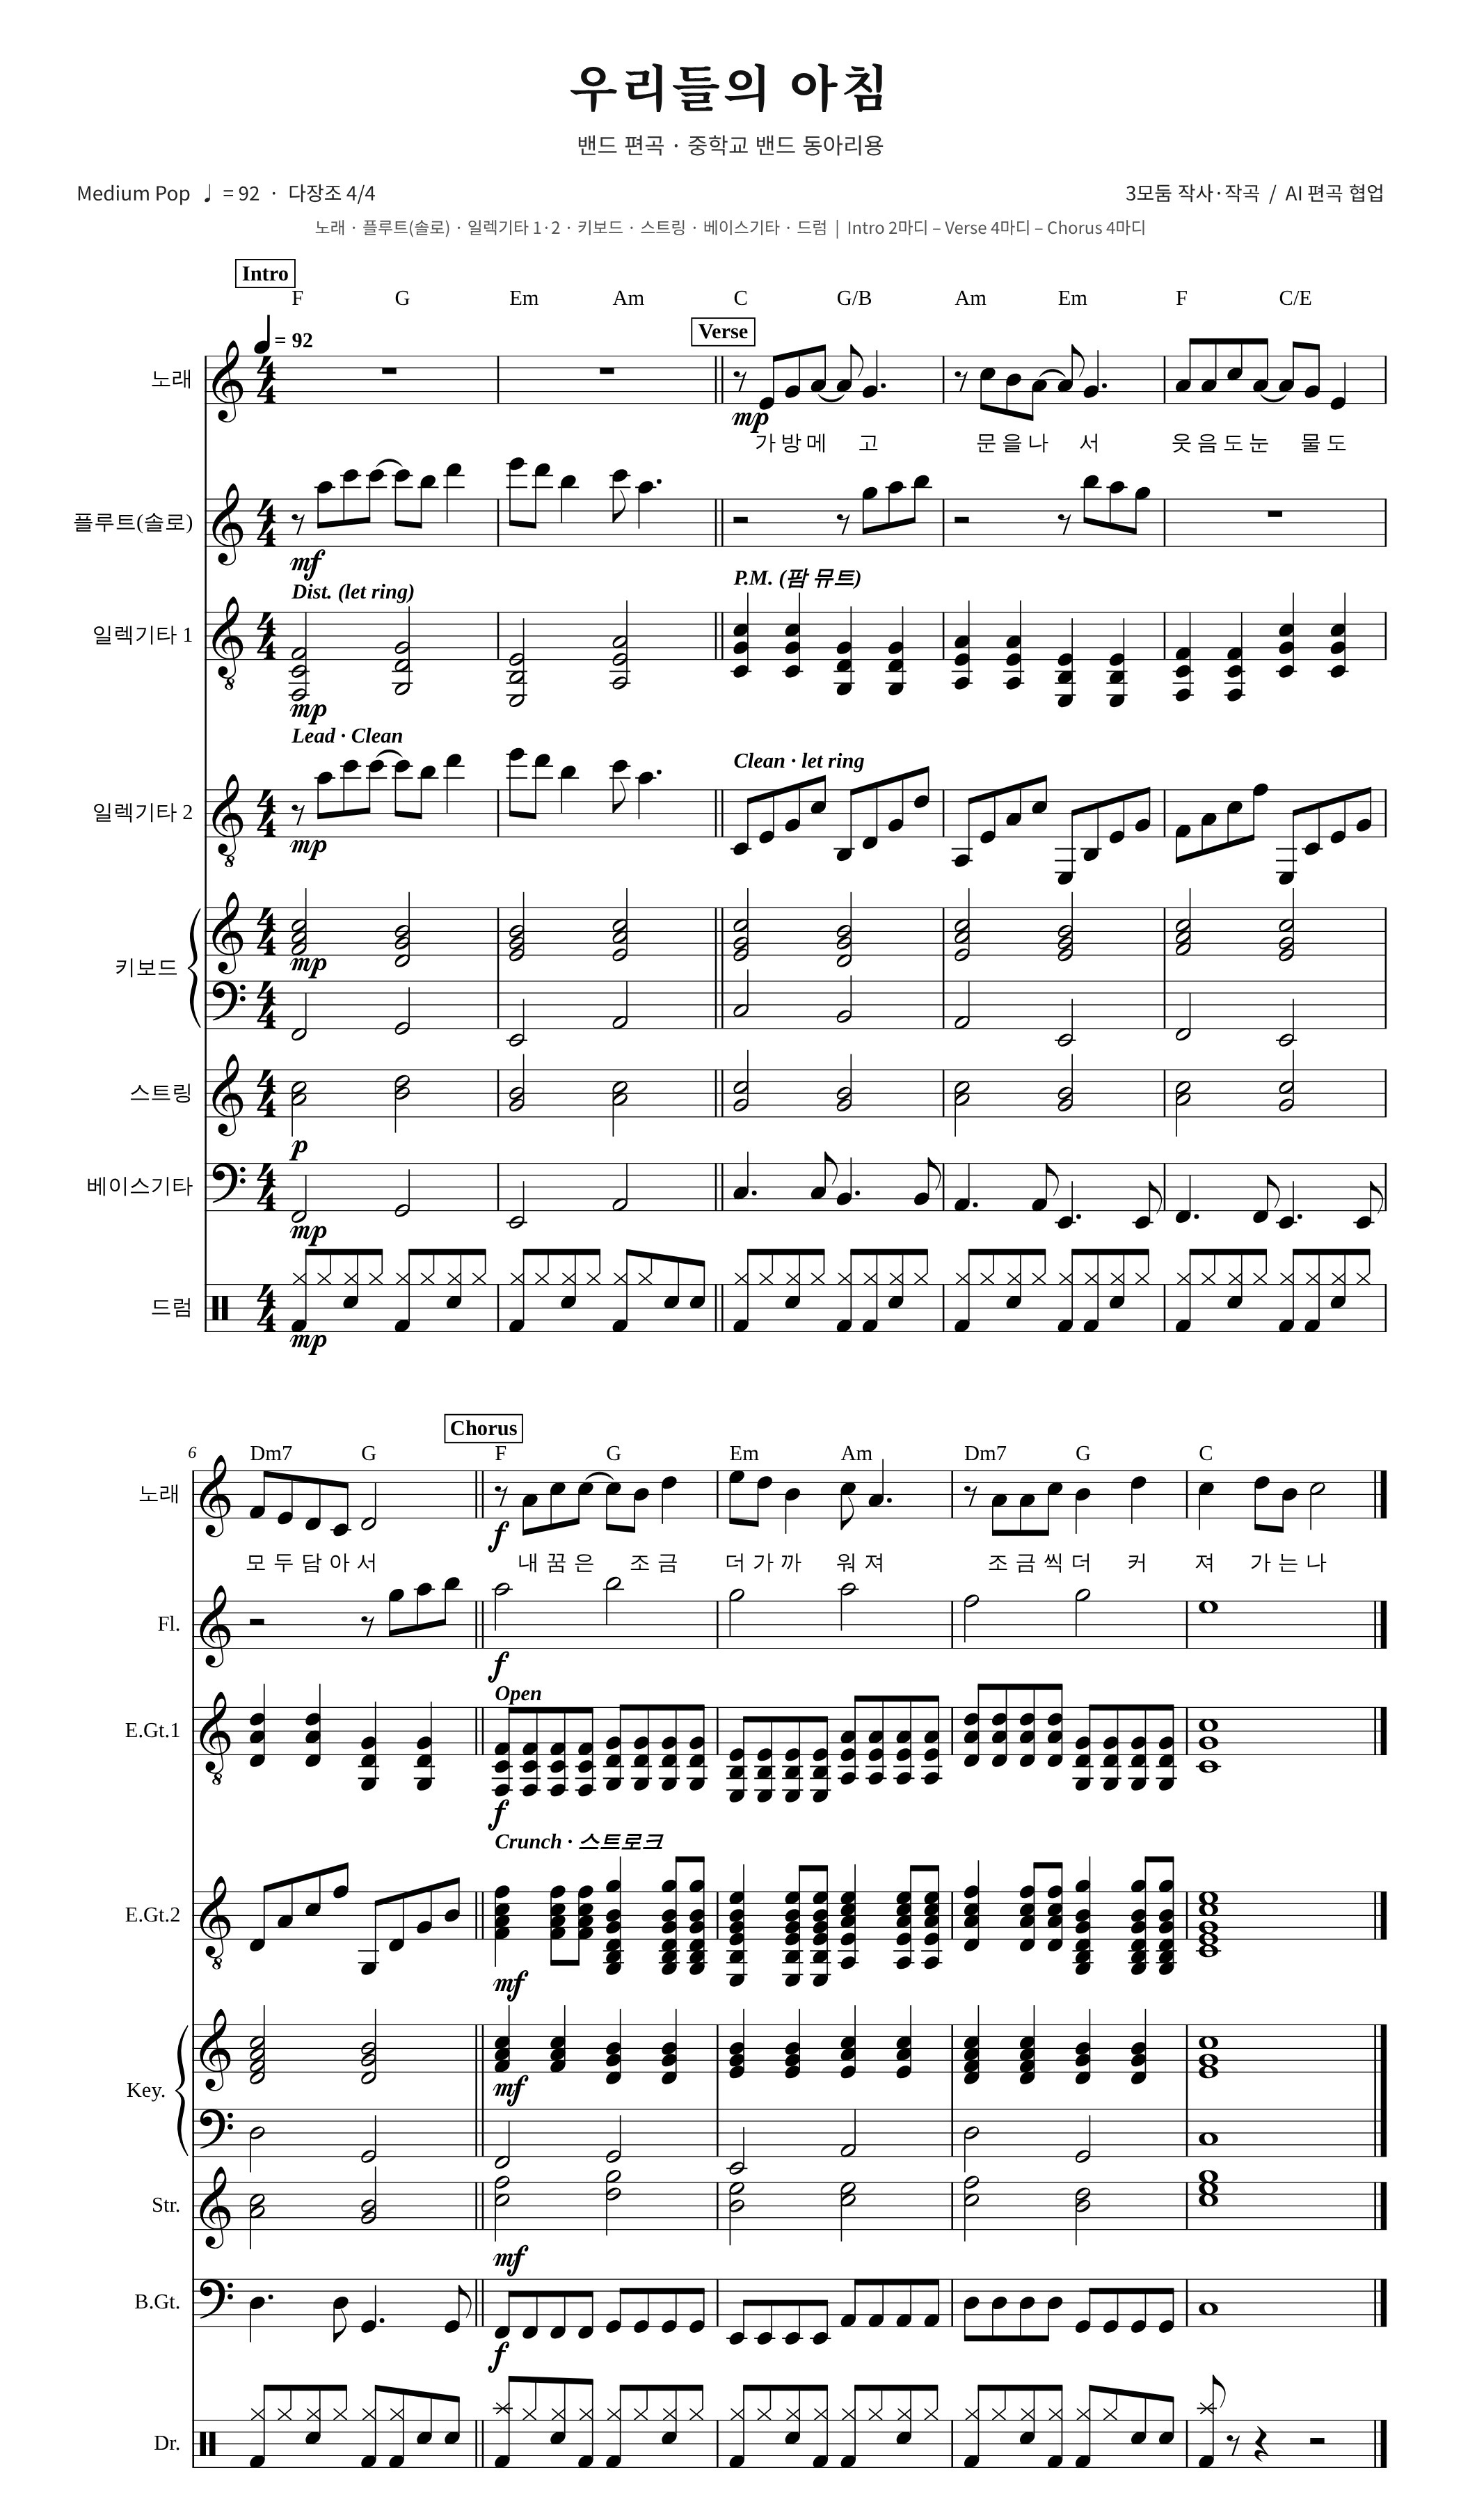 우리들의 아침
밴드 편곡 · 중학교 밴드 동아리용
Medium Pop ♩ = 92 · 다장조 4/4
3모둠 작사·작곡 / AI 편곡 협업
노래 · 플루트(솔로) · 일렉기타 1·2 · 키보드 · 스트링 · 베이스기타 · 드럼 | Intro 2마디 – Verse 4마디 – Chorus 4마디
Intro
F G Em Am C G/B Am Em F C/E
♩ = 92
Verse
노래
mp
가 방 메 고 문 을 나 서 웃 음 도 눈 물 도
플루트(솔로)
mf
Dist. (let ring)
P.M. (팜 뮤트)
일렉기타 1
8
mp
Lead · Clean
Clean · let ring
일렉기타 2
8
mp
키보드
mp
스트링
p
베이스기타
mp
드럼
mp
Chorus
6
Dm7 G F G Em Am Dm7 G C
노래
f
모 두 담 아 서 내 꿈 은 조 금 더 가 까 워 져 조 금 씩 더 커 져 가 는 나
Fl.
f
Open
E.Gt.1
8
f
Crunch · 스트로크
E.Gt.2
8
mf
Key.
mf
Str.
mf
B.Gt.
f
Dr.